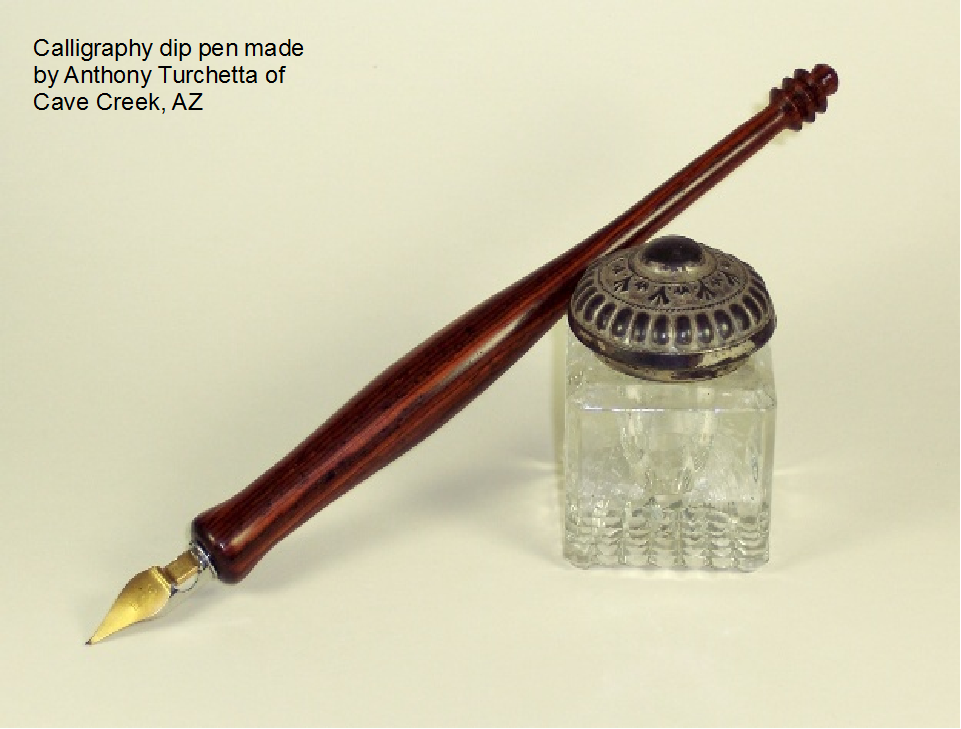 Calligraphy dip pen made
by Anthony Turchetta of
Cave Creek, AZ